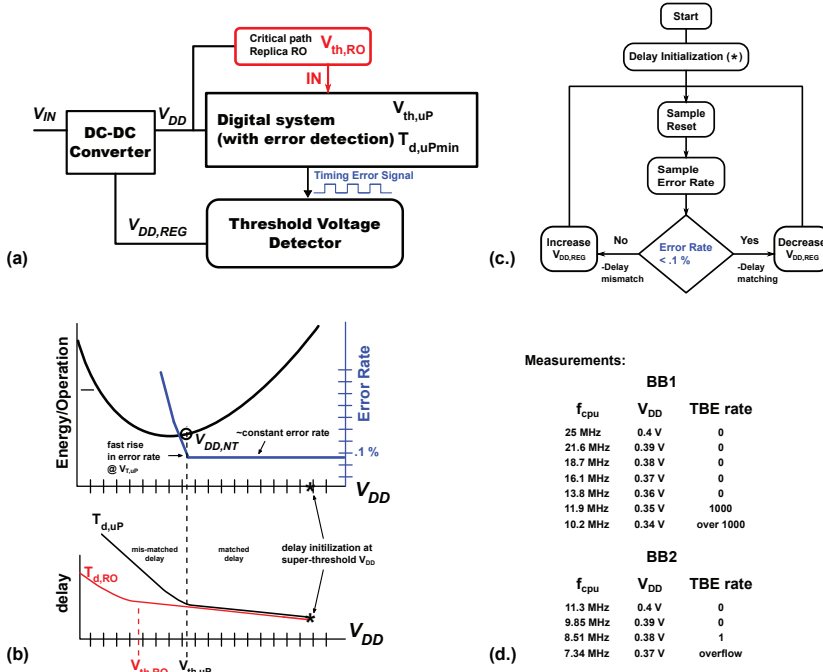 Critical path
Replica RO
V_th,RO
IN
V_IN
DC-DC
Converter
V_DD
Digital system
(with error detection)
V_th,uP
T_d,uPmin
Timing Error Signal
V_DD,REG
Threshold Voltage
Detector
(a)
Start
Delay Initialization (*)
Sample
Reset
Sample
Error Rate
Increase
V_DD,REG
No
-Delay
mismatch
Error Rate
< .1 %
Yes
-Delay
matching
Decrease
V_DD,REG
(c.)
Energy/Operation
Error Rate
V_DD,NT
~constant error rate
fast rise
in error rate
@ V_T,uP
.1 %
*
V_DD
T_d,uP
mis-matched
delay
matched
delay
delay initilization at
super-threshold V_DD
T_d,RO
delay
*
V_DD
V_th,RO
V_th,uP
(b)
Measurements:
BB1
f_cpu V_DD TBE rate
25 MHz 0.4 V 0
21.6 MHz 0.39 V 0
18.7 MHz 0.38 V 0
16.1 MHz 0.37 V 0
13.8 MHz 0.36 V 0
11.9 MHz 0.35 V 1000
10.2 MHz 0.34 V over 1000
BB2
f_cpu V_DD TBE rate
11.3 MHz 0.4 V 0
9.85 MHz 0.39 V 0
8.51 MHz 0.38 V 1
7.34 MHz 0.37 V overflow
(d.)